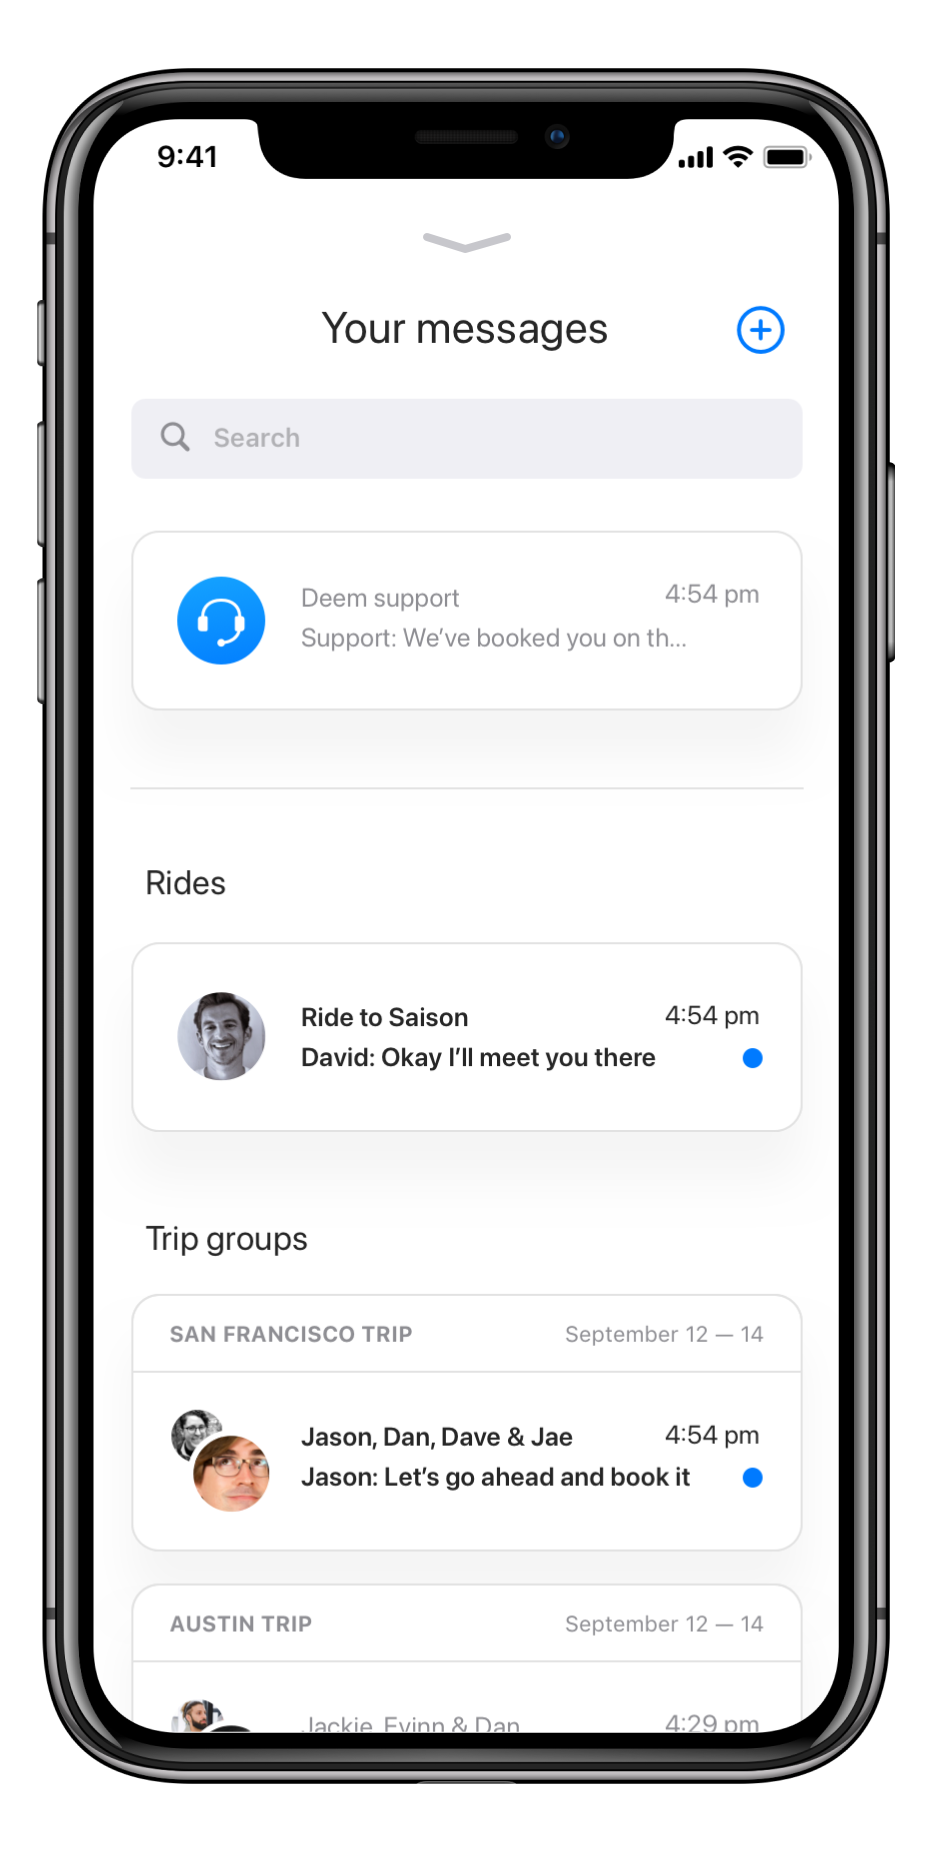 9:41
Your messages
Search
Deem support 4:54 pm
Support: We've booked you on th...
Rides
Ride to Saison 4:54 pm
David: Okay I'll meet you there
Trip groups
SAN FRANCISCO TRIP September 12 — 14
Jason, Dan, Dave & Jae 4:54 pm
Jason: Let's go ahead and book it
AUSTIN TRIP September 12 — 14
Jackie, Evinn & Dan 4:29 pm